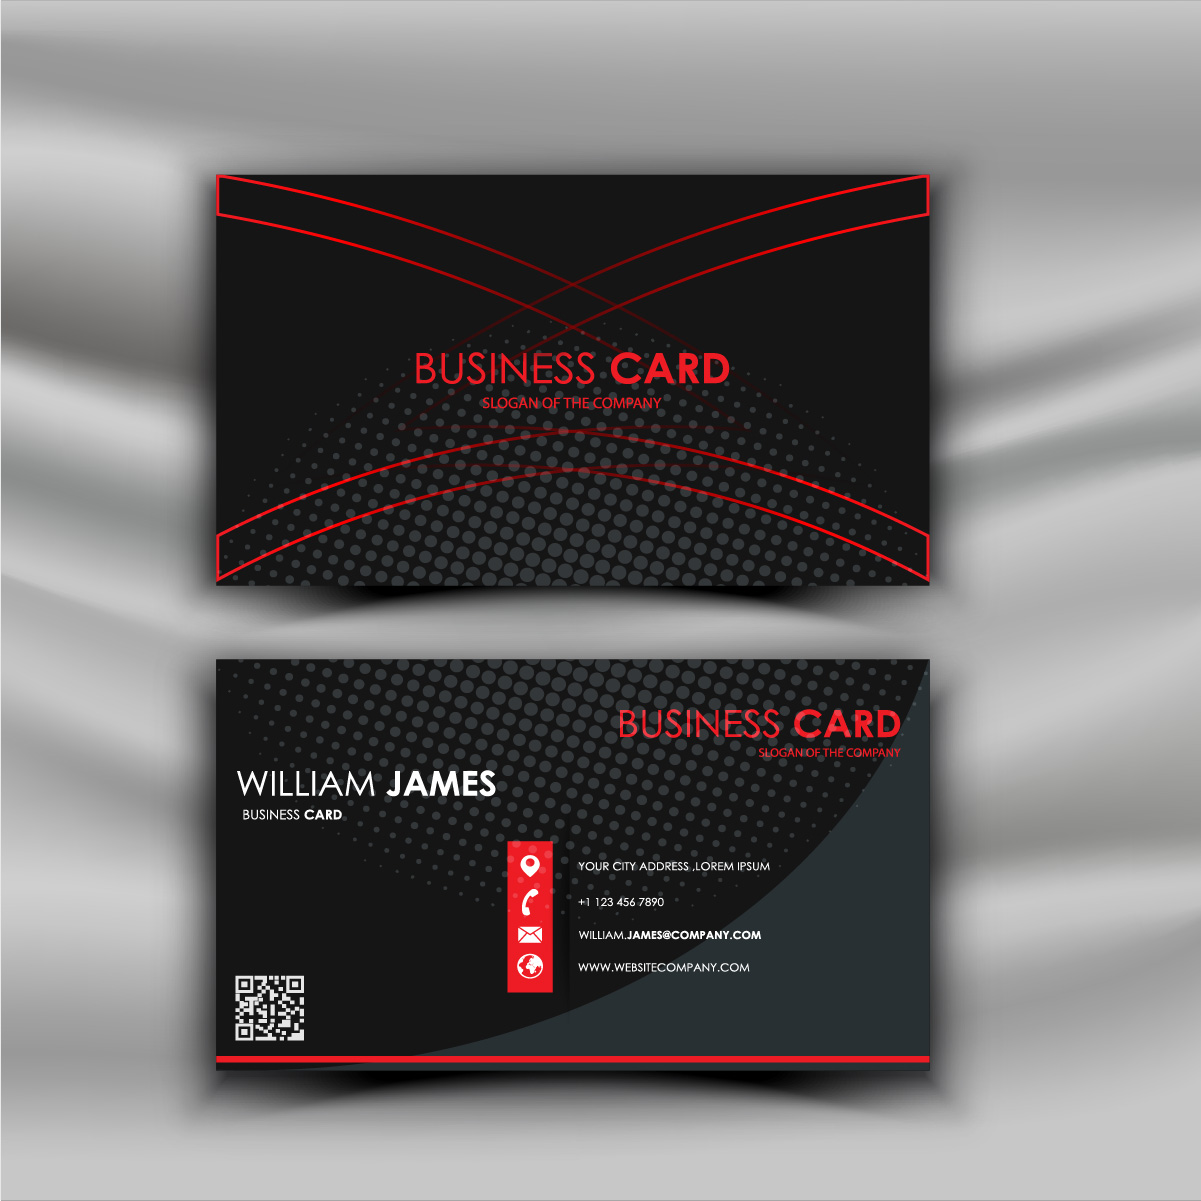 BUSINESS CARD
SLOGAN OF THE COMPANY
BUSINESS CARD
SLOGAN OF THE COMPANY
WILLIAM JAMES
BUSINESS CARD
YOUR CITY ADDRESS ,LOREM IPSUM
+1 123 456 7890
WILLIAM.JAMES@COMPANY.COM
WWW.WEBSITECOMPANY.COM